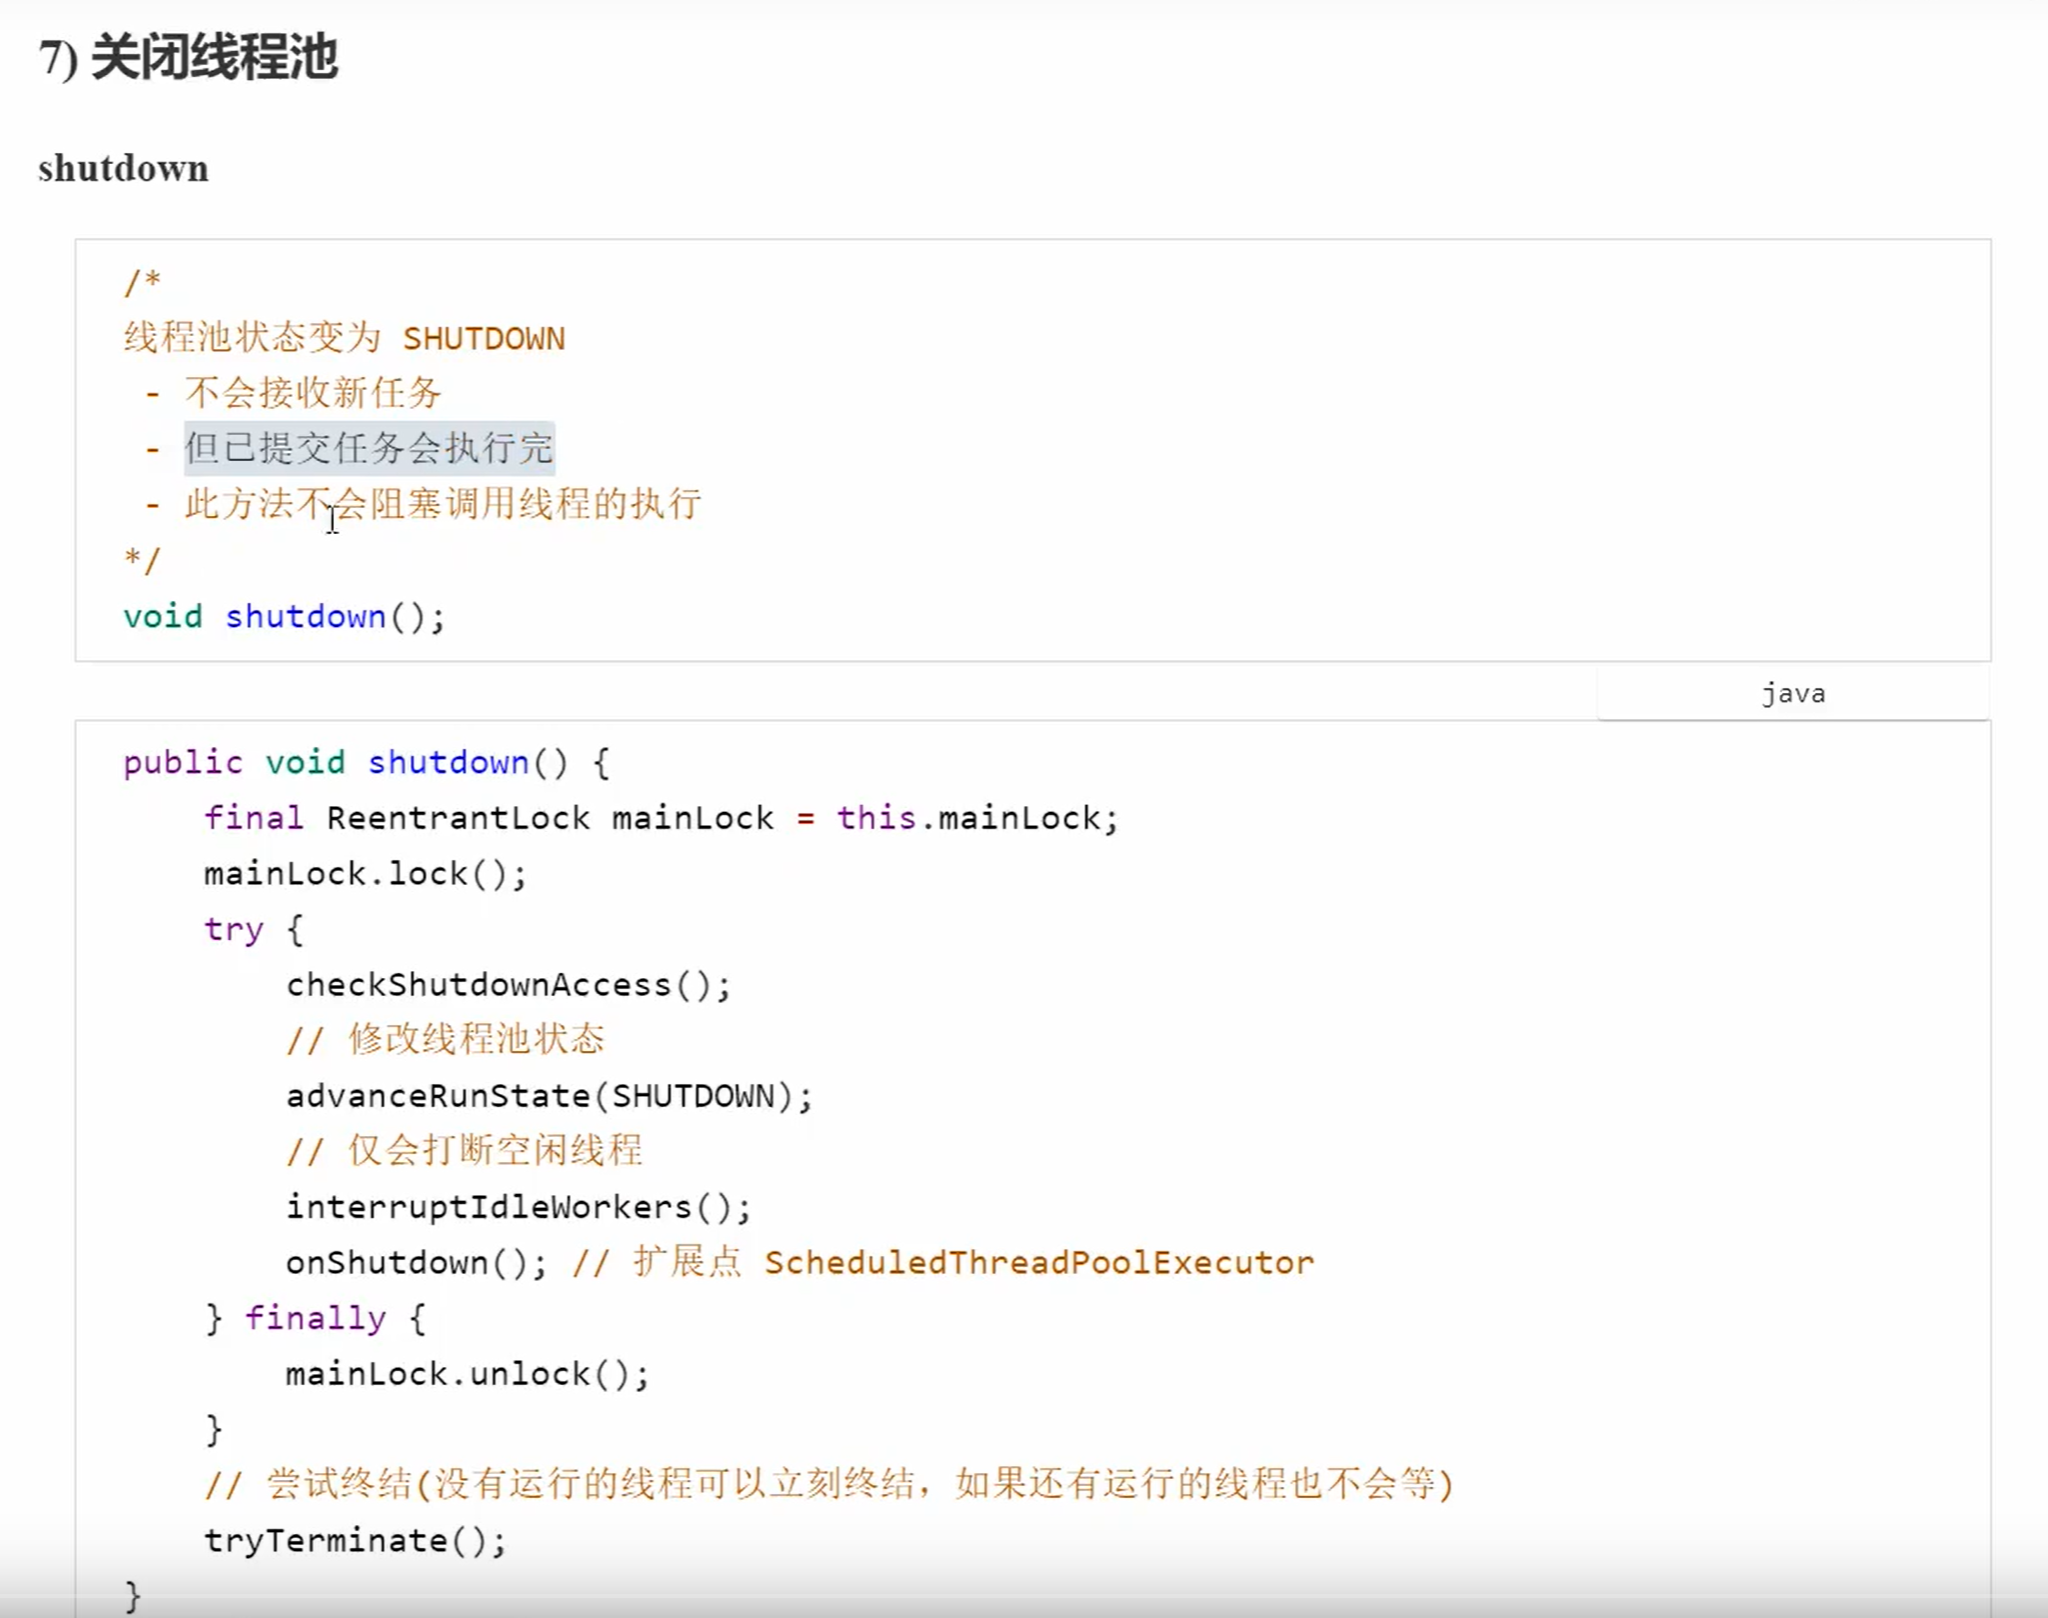 7) 关闭线程池
shutdown
/*
线程池状态变为 SHUTDOWN
- 不会接收新任务
- 但已提交任务会执行完
- 此方法不会阻塞调用线程的执行
*/
void shutdown();
java
public void shutdown() {
final ReentrantLock mainLock = this.mainLock;
mainLock.lock();
try {
checkShutdownAccess();
// 修改线程池状态
advanceRunState(SHUTDOWN);
// 仅会打断空闲线程
interruptIdleWorkers();
onShutdown(); // 扩展点 ScheduledThreadPoolExecutor
} finally {
mainLock.unlock();
}
// 尝试终结(没有运行的线程可以立刻终结，如果还有运行的线程也不会等)
tryTerminate();
}